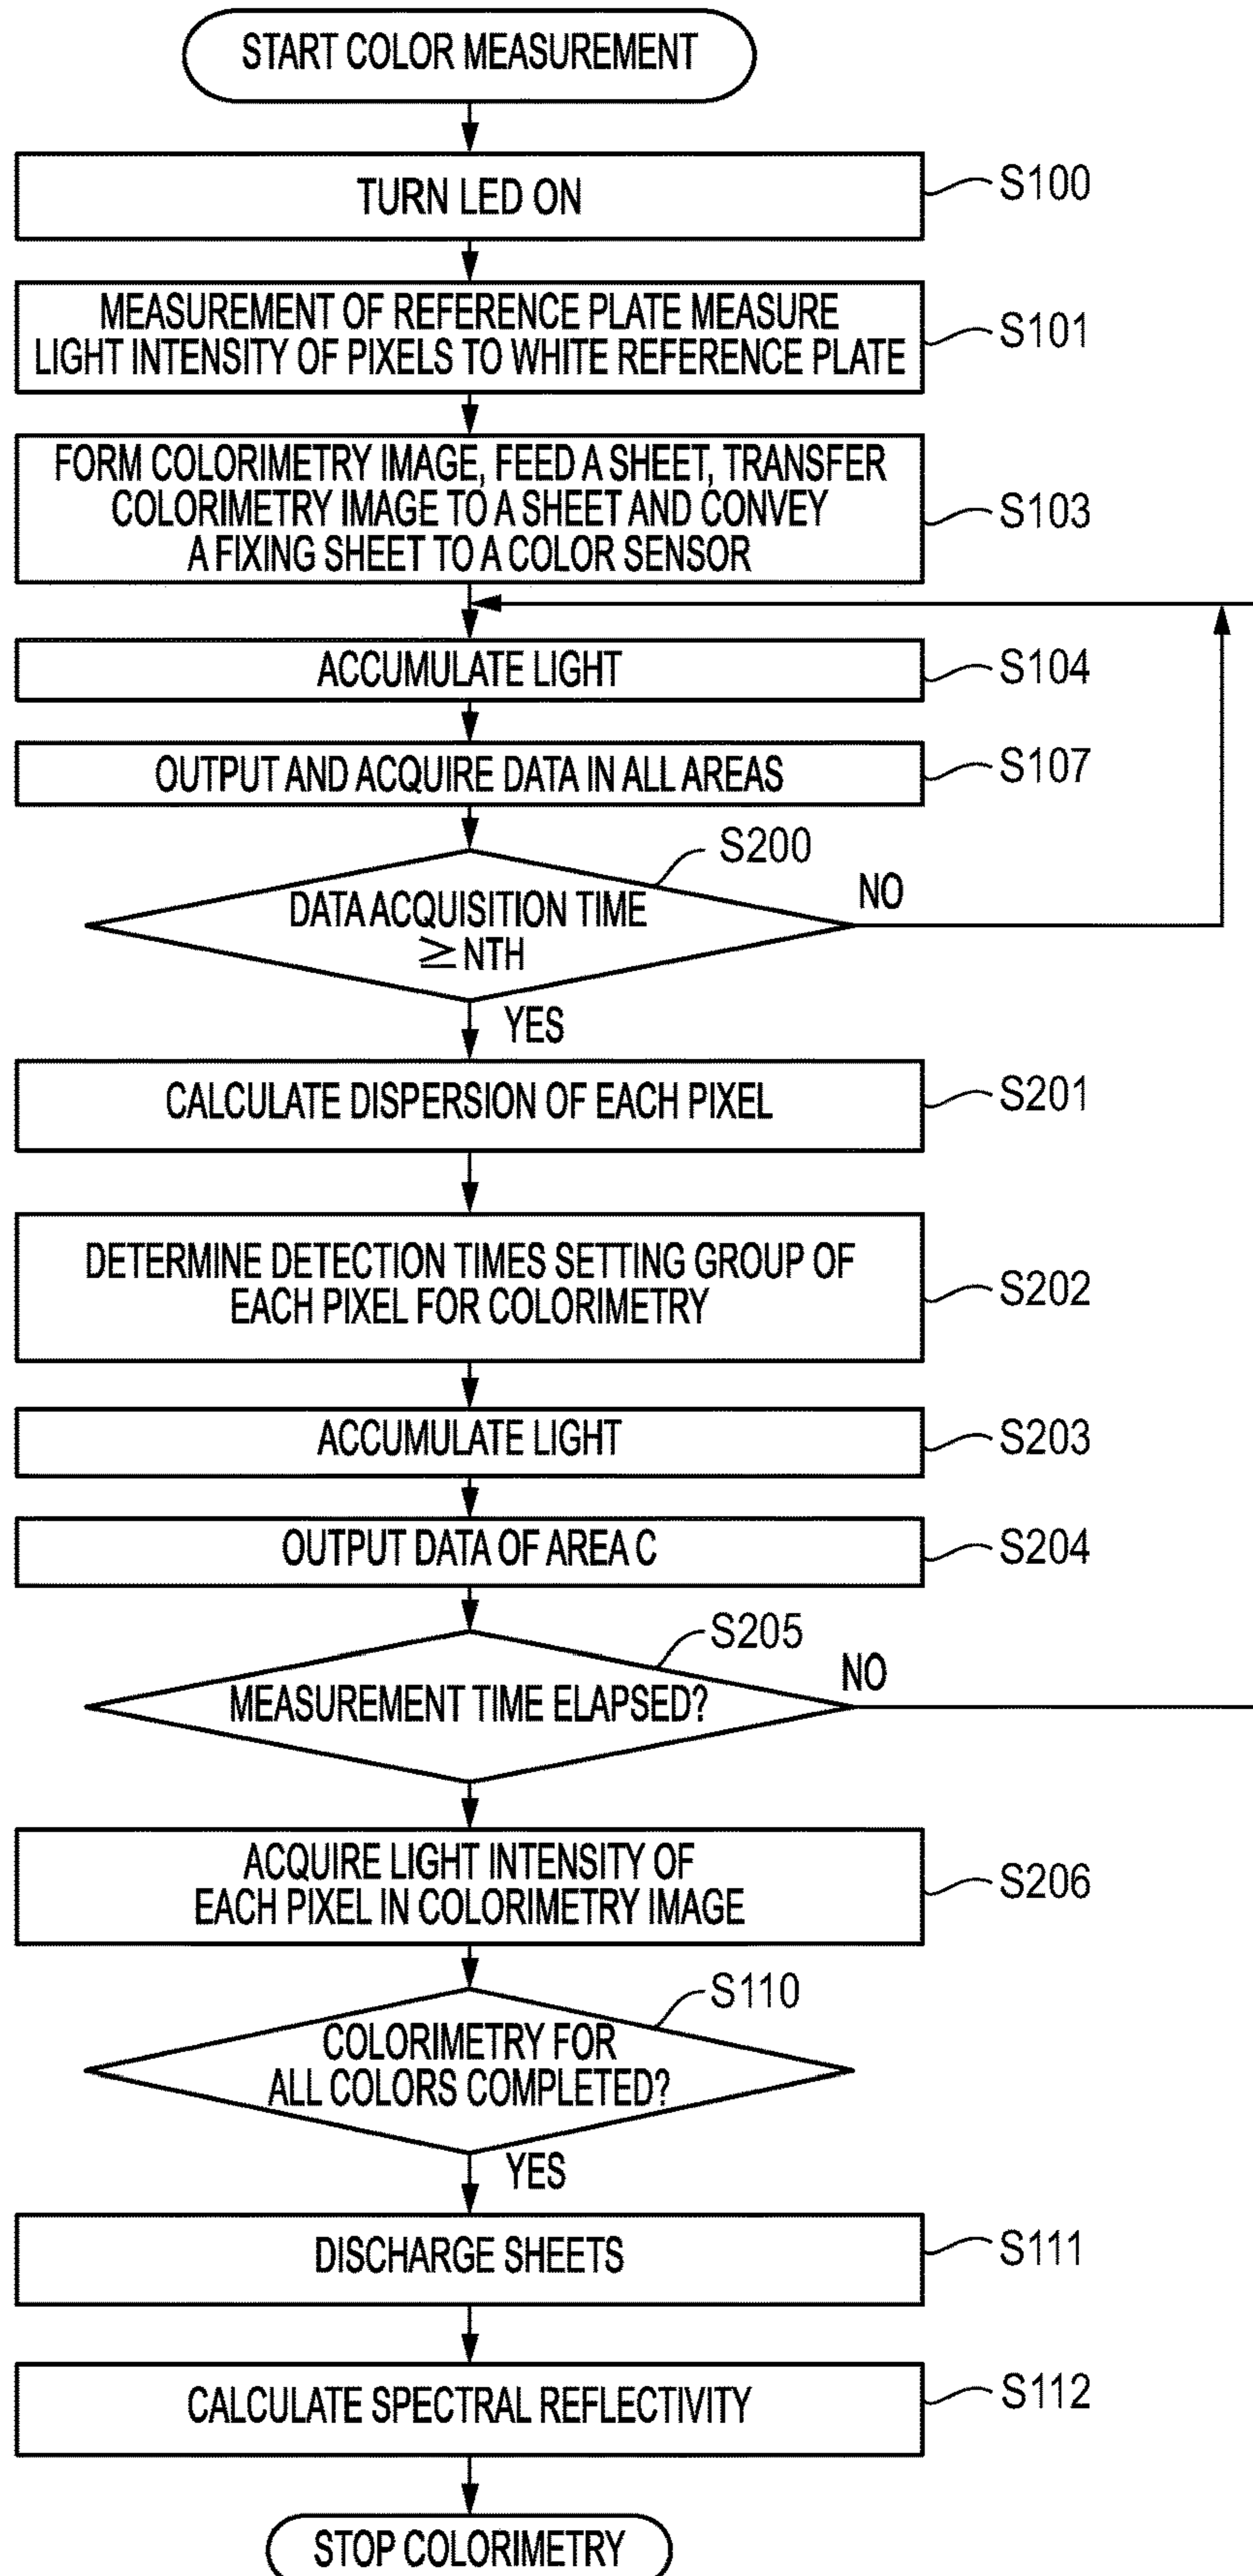 START COLOR MEASUREMENT
TURN LED ON
S100
MEASUREMENT OF REFERENCE PLATE MEASURE
LIGHT INTENSITY OF PIXELS TO WHITE REFERENCE PLATE
S101
FORM COLORIMETRY IMAGE, FEED A SHEET, TRANSFER
COLORIMETRY IMAGE TO A SHEET AND CONVEY
A FIXING SHEET TO A COLOR SENSOR
S103
ACCUMULATE LIGHT
S104
OUTPUT AND ACQUIRE DATA IN ALL AREAS
S107
S200
DATA ACQUISITION TIME
≥ NTH
NO
YES
CALCULATE DISPERSION OF EACH PIXEL
S201
DETERMINE DETECTION TIMES SETTING GROUP OF
EACH PIXEL FOR COLORIMETRY
S202
ACCUMULATE LIGHT
S203
OUTPUT DATA OF AREA C
S204
S205
MEASUREMENT TIME ELAPSED?
NO
ACQUIRE LIGHT INTENSITY OF
EACH PIXEL IN COLORIMETRY IMAGE
S206
S110
COLORIMETRY FOR
ALL COLORS COMPLETED?
YES
DISCHARGE SHEETS
S111
CALCULATE SPECTRAL REFLECTIVITY
S112
STOP COLORIMETRY